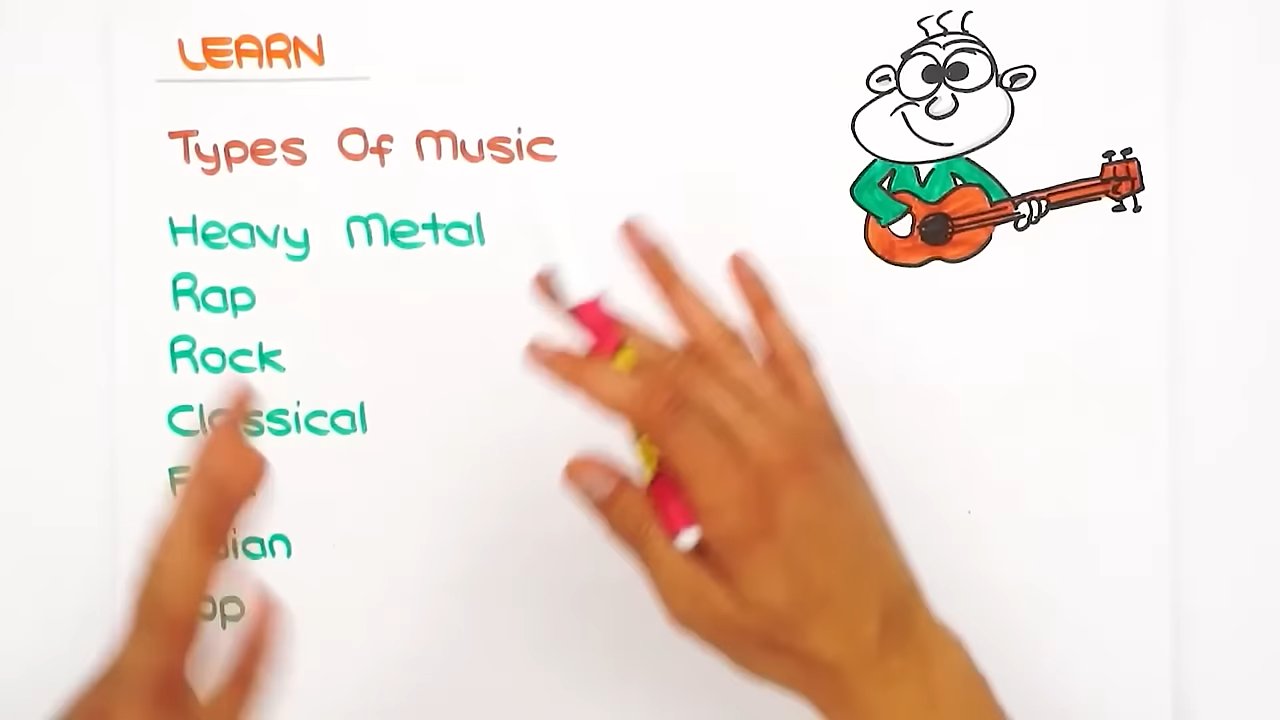 LEARN
Types Of Music
Heavy Metal
Rap
Rock
Classical